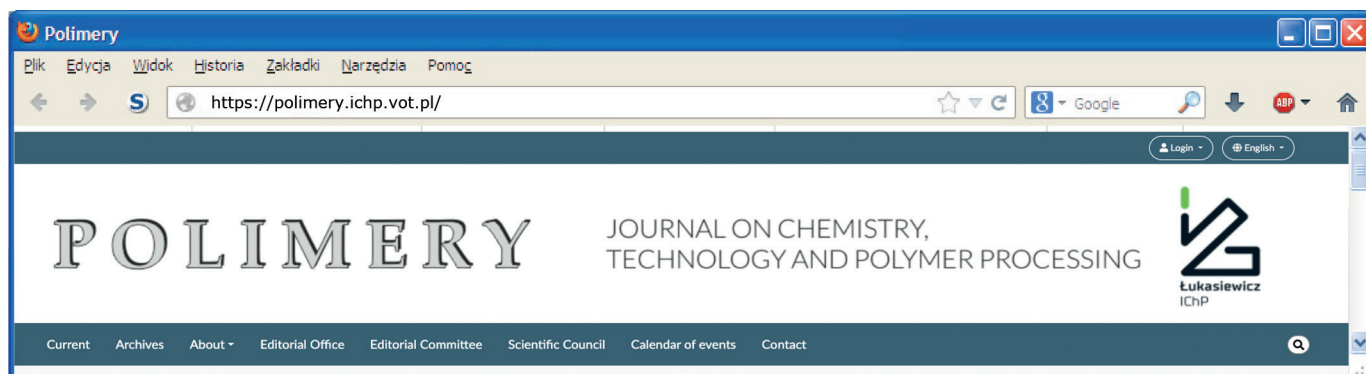 Polimery
Plik Edycja Widok Historia Zakładki Narzędzia Pomoc
S https://polimery.ichp.vot.pl/ 8 Google ABP
Login English
POLIMERY
JOURNAL ON CHEMISTRY,
TECHNOLOGY AND POLYMER PROCESSING
Łukasiewicz
IChP
Current Archives About Editorial Office Editorial Committee Scientific Council Calendar of events Contact